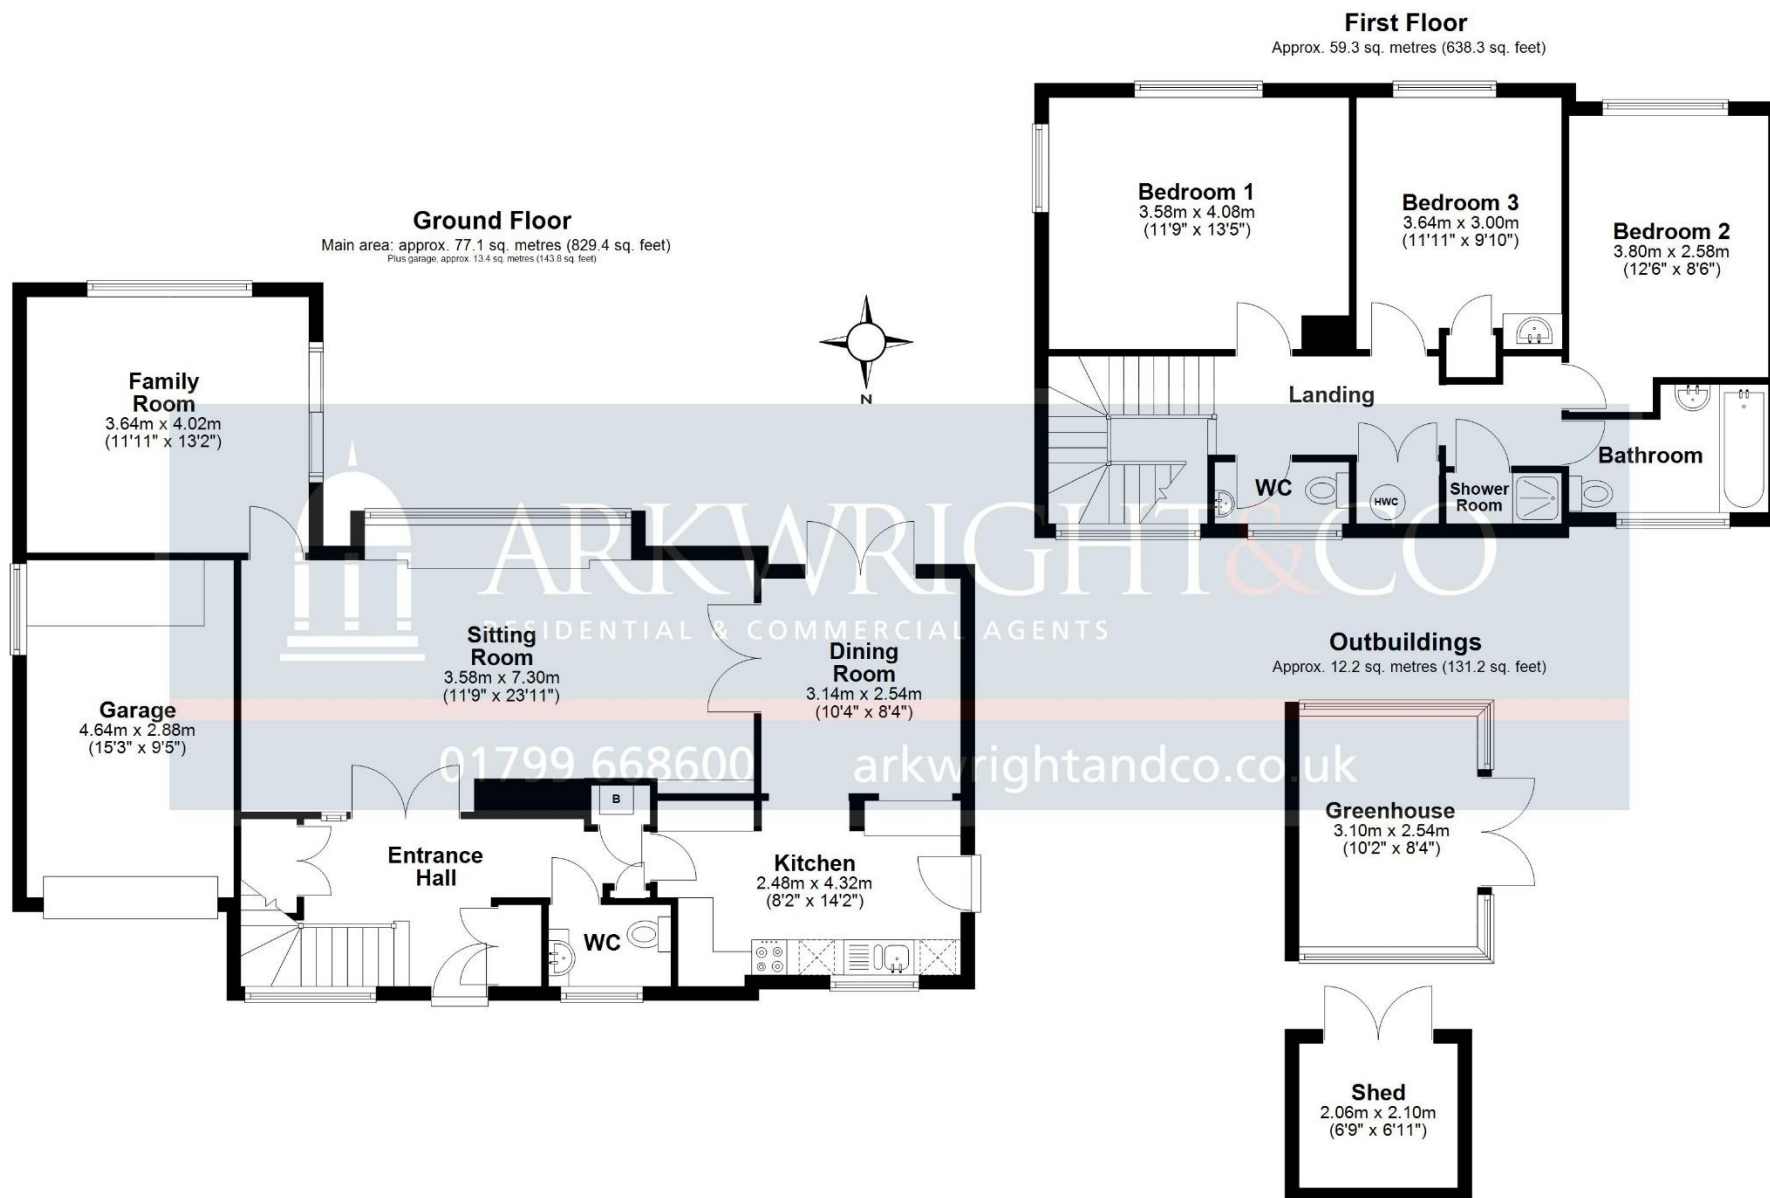 First Floor
Approx. 59.3 sq. metres (638.3 sq. feet)
Bedroom 1
3.58m x 4.08m
(11'9" x 13'5")
Bedroom 3
3.64m x 3.00m
(11'11" x 9'10")
Bedroom 2
3.80m x 2.58m
(12'6" x 8'6")
Landing
WC
HWC
Shower
Room
Bathroom
Ground Floor
Main area: approx. 77.1 sq. metres (829.4 sq. feet)
Plus garage, approx. 13.4 sq. metres (143.8 sq. feet)
N
Family
Room
3.64m x 4.02m
(11'11" x 13'2")
ARKWRIGHT&CO
RESIDENTIAL & COMMERCIAL AGENTS
Sitting
Room
3.58m x 7.30m
(11'9" x 23'11")
Dining
Room
3.14m x 2.54m
(10'4" x 8'4")
Garage
4.64m x 2.88m
(15'3" x 9'5")
01799 668600
arkwrightandco.co.uk
B
Entrance
Hall
Kitchen
2.48m x 4.32m
(8'2" x 14'2")
WC
Outbuildings
Approx. 12.2 sq. metres (131.2 sq. feet)
Greenhouse
3.10m x 2.54m
(10'2" x 8'4")
Shed
2.06m x 2.10m
(6'9" x 6'11")